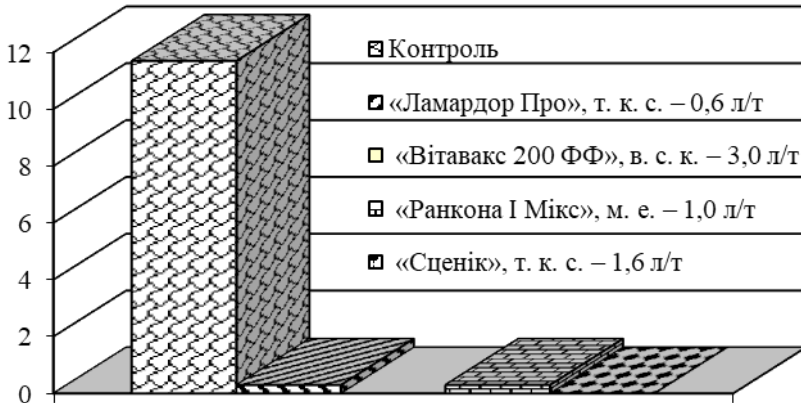 12
10
8
6
4
2
0
Контроль
«Ламардор Про», т. к. с. – 0,6 л/т
«Вітавакс 200 ФФ», в. с. к. – 3,0 л/т
«Ранкона І Мікс», м. е. – 1,0 л/т
«Сценік», т. к. с. – 1,6 л/т